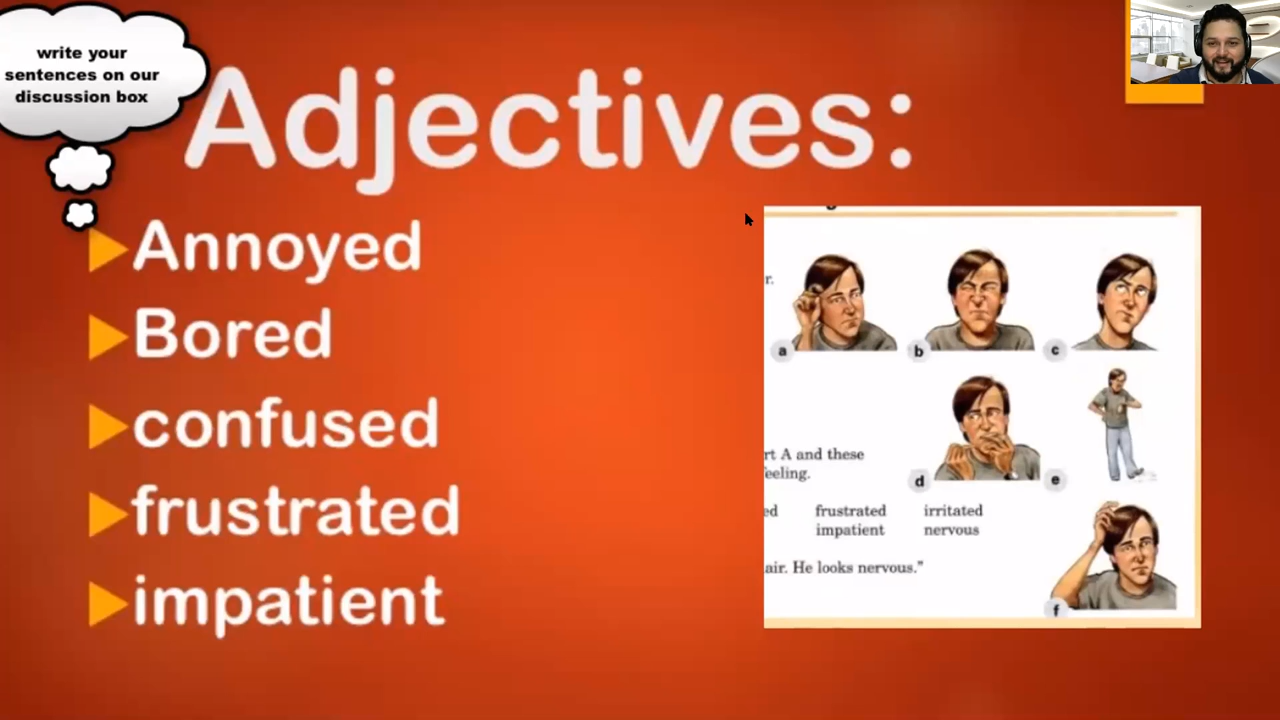 write your
sentences on our
discussion box
Adjectives:
Annoyed
Bored
confused
frustrated
impatient
r.
a
b
c
rt A and these
eeling.
d
e
ed frustrated irritated
impatient nervous
air. He looks nervous."
f